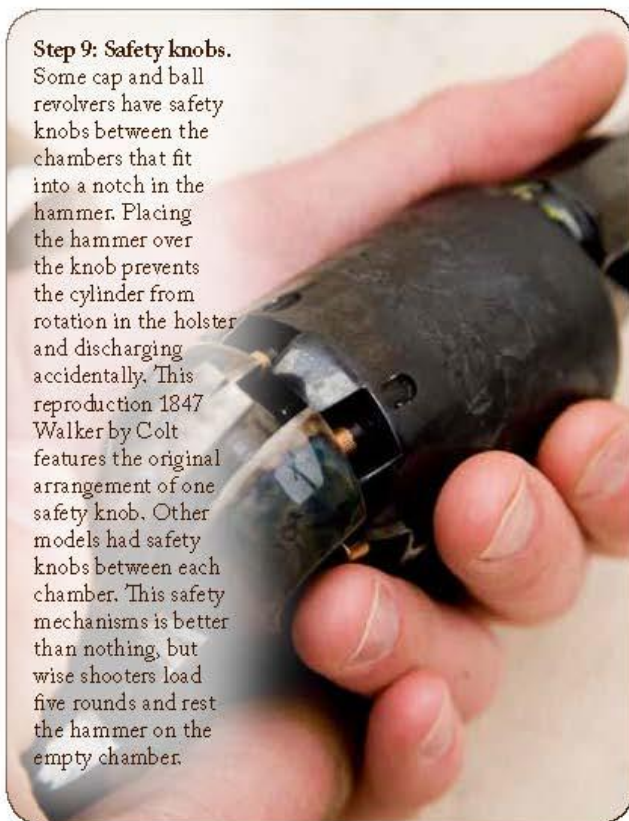 Step 9: Safety knobs.
Some cap and ball
revolvers have safety
knobs between the
chambers that fit
into a notch in the
hammer. Placing
the hammer over
the knob prevents
the cylinder from
rotation in the holster
and discharging
accidentally. This
reproduction 1847
Walker by Colt
features the original
arrangement of one
safety knob. Other
models had safety
knobs between each
chamber. This safety
mechanisms is better
than nothing, but
wise shooters load
five rounds and rest
the hammer on the
empty chamber.